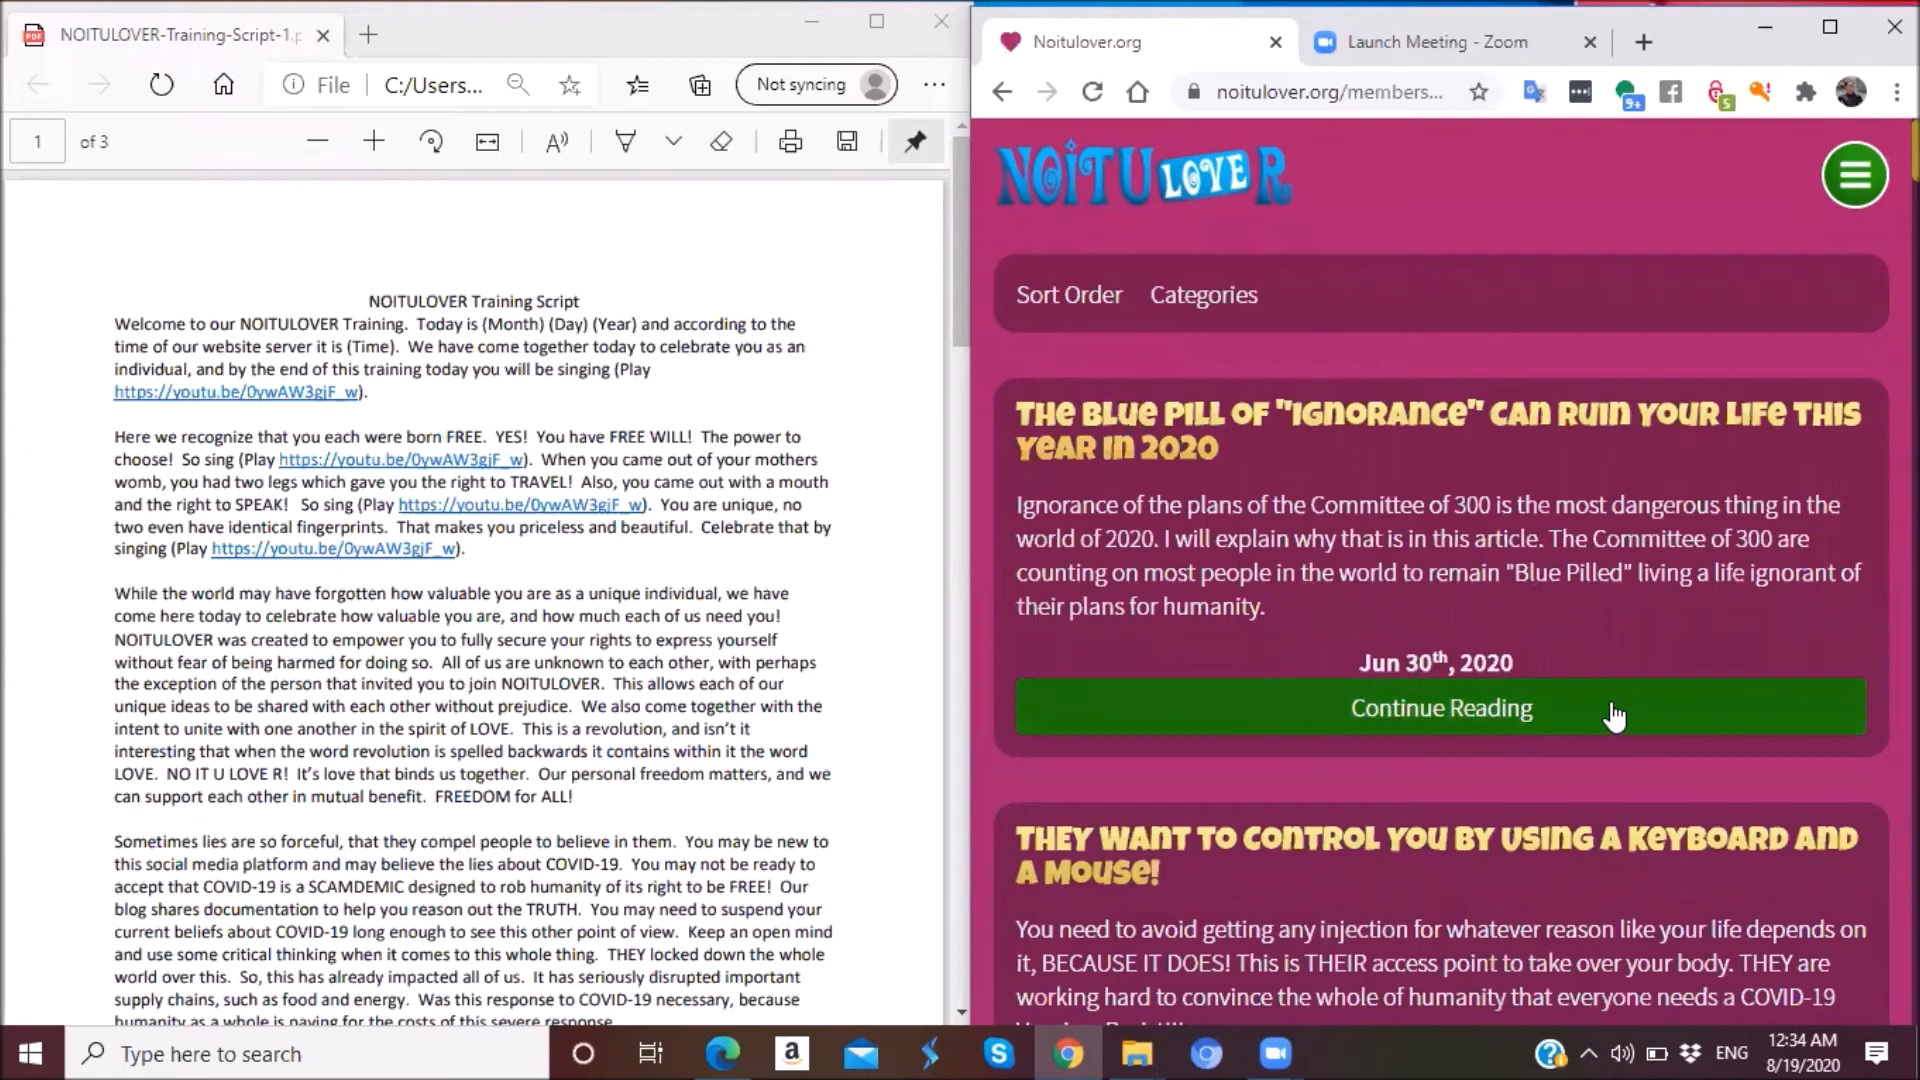 NOITULOVER-Training-Script-1.p
Not syncing
File
C:/Users...
1
of 3
NOITULOVER Training Script
Welcome to our NOITULOVER Training.  Today is (Month) (Day) (Year) and according to the
time of our website server it is (Time).  We have come together today to celebrate you as an
individual, and by the end of this training today you will be singing (Play
https://youtu.be/0ywAW3gjF_w).
Here we recognize that you each were born FREE.  YES!  You have FREE WILL!  The power to
choose!  So sing (Play https://youtu.be/0ywAW3gjF_w).  When you came out of your mothers
womb, you had two legs which gave you the right to TRAVEL!  Also, you came out with a mouth
and the right to SPEAK!   So sing (Play https://youtu.be/0ywAW3gjF_w).  You are unique, no
two even have identical fingerprints.  That makes you priceless and beautiful.  Celebrate that by
singing (Play https://youtu.be/0ywAW3gjF_w).
While the world may have forgotten how valuable you are as a unique individual, we have
come here today to celebrate how valuable you are, and how much each of us need you!
NOITULOVER was created to empower you to fully secure your rights to express yourself
without fear of being harmed for doing so.  All of us are unknown to each other, with perhaps
the exception of the person that invited you to join NOITULOVER.  This allows each of our
unique ideas to be shared with each other without prejudice.  We also come together with the
intent to unite with one another in the spirit of LOVE.  This is a revolution, and isn't it
interesting that when the word revolution is spelled backwards it contains within it the word
LOVE.  NO IT U LOVE R!  It's love that binds us together.  Our personal freedom matters, and we
can support each other in mutual benefit.  FREEDOM for ALL!
Sometimes lies are so forceful, that they compel people to believe in them.  You may be new to
this social media platform and may believe the lies about COVID-19.  You may not be ready to
accept that COVID-19 is a SCAMDEMIC designed to rob humanity of its right to be FREE!  Our
blog shares documentation to help you reason out the TRUTH.  You may need to suspend your
current beliefs about COVID-19 long enough to see this other point of view.  Keep an open mind
and use some critical thinking when it comes to this whole thing.  THEY locked down the whole
world over this.  So, this has already impacted all of us.  It has seriously disrupted important
supply chains, such as food and energy.  Was this response to COVID-19 necessary, because
humanity as a whole is paying for the costs of this severe response
Noitulover.org
Launch Meeting - Zoom
noitulover.org/members...
9+
5
NOITU LOVE R
Sort Order
Categories
The Blue Pill of "Ignorance" Can Ruin Your Life This
Year in 2020
Ignorance of the plans of the Committee of 300 is the most dangerous thing in the
world of 2020. I will explain why that is in this article. The Committee of 300 are
counting on most people in the world to remain "Blue Pilled" living a life ignorant of
their plans for humanity.
Jun 30th, 2020
Continue Reading
They Want To Control You By Using A Keyboard And
A Mouse!
You need to avoid getting any injection for whatever reason like your life depends on
it, BECAUSE IT DOES! This is THEIR access point to take over your body. THEY are
working hard to convince the whole of humanity that everyone needs a COVID-19
Type here to search
ENG
12:34 AM
8/19/2020